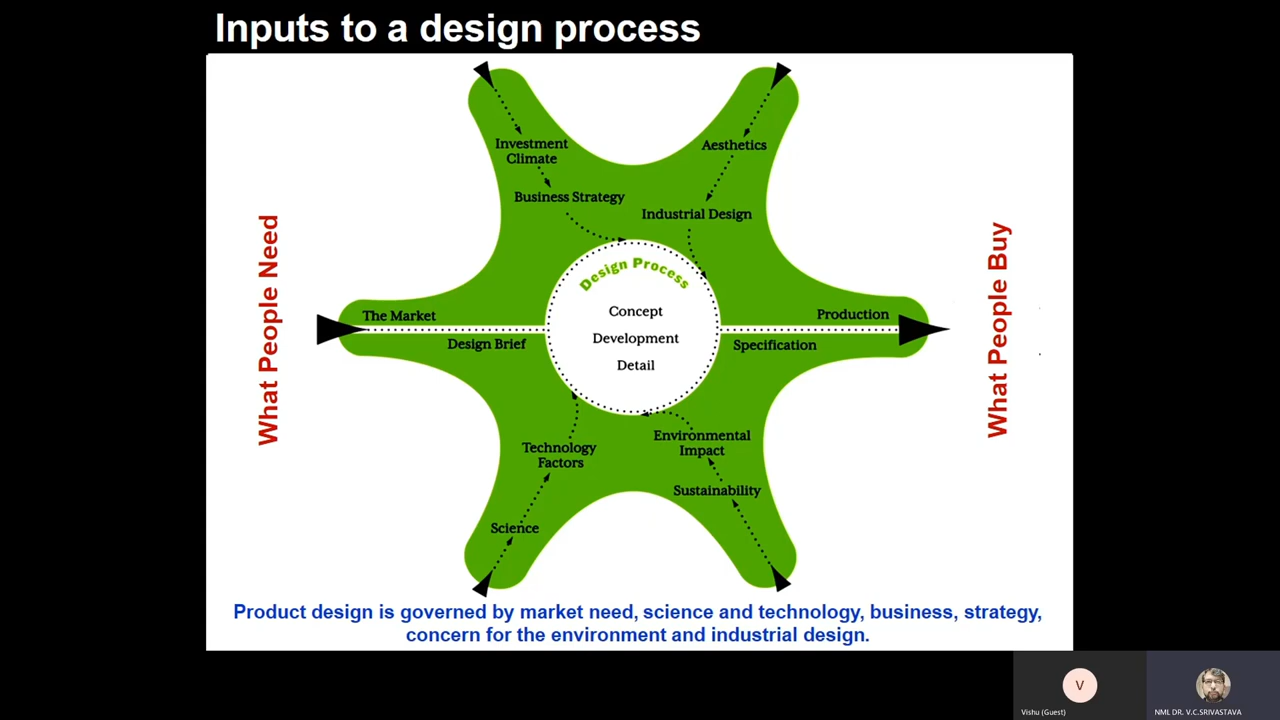 Inputs to a design process
Investment
Climate
Business Strategy
Aesthetics
Industrial Design
What People Need
The Market
Design Brief
Design Process
Concept
Development
Detail
Production
Specification
What People Buy
Technology
Factors
Science
Environmental
Impact
Sustainability
Product design is governed by market need, science and technology, business, strategy,
concern for the environment and industrial design.
V
Vishu (Guest)
NML DR. V.C.SRIVASTAVA